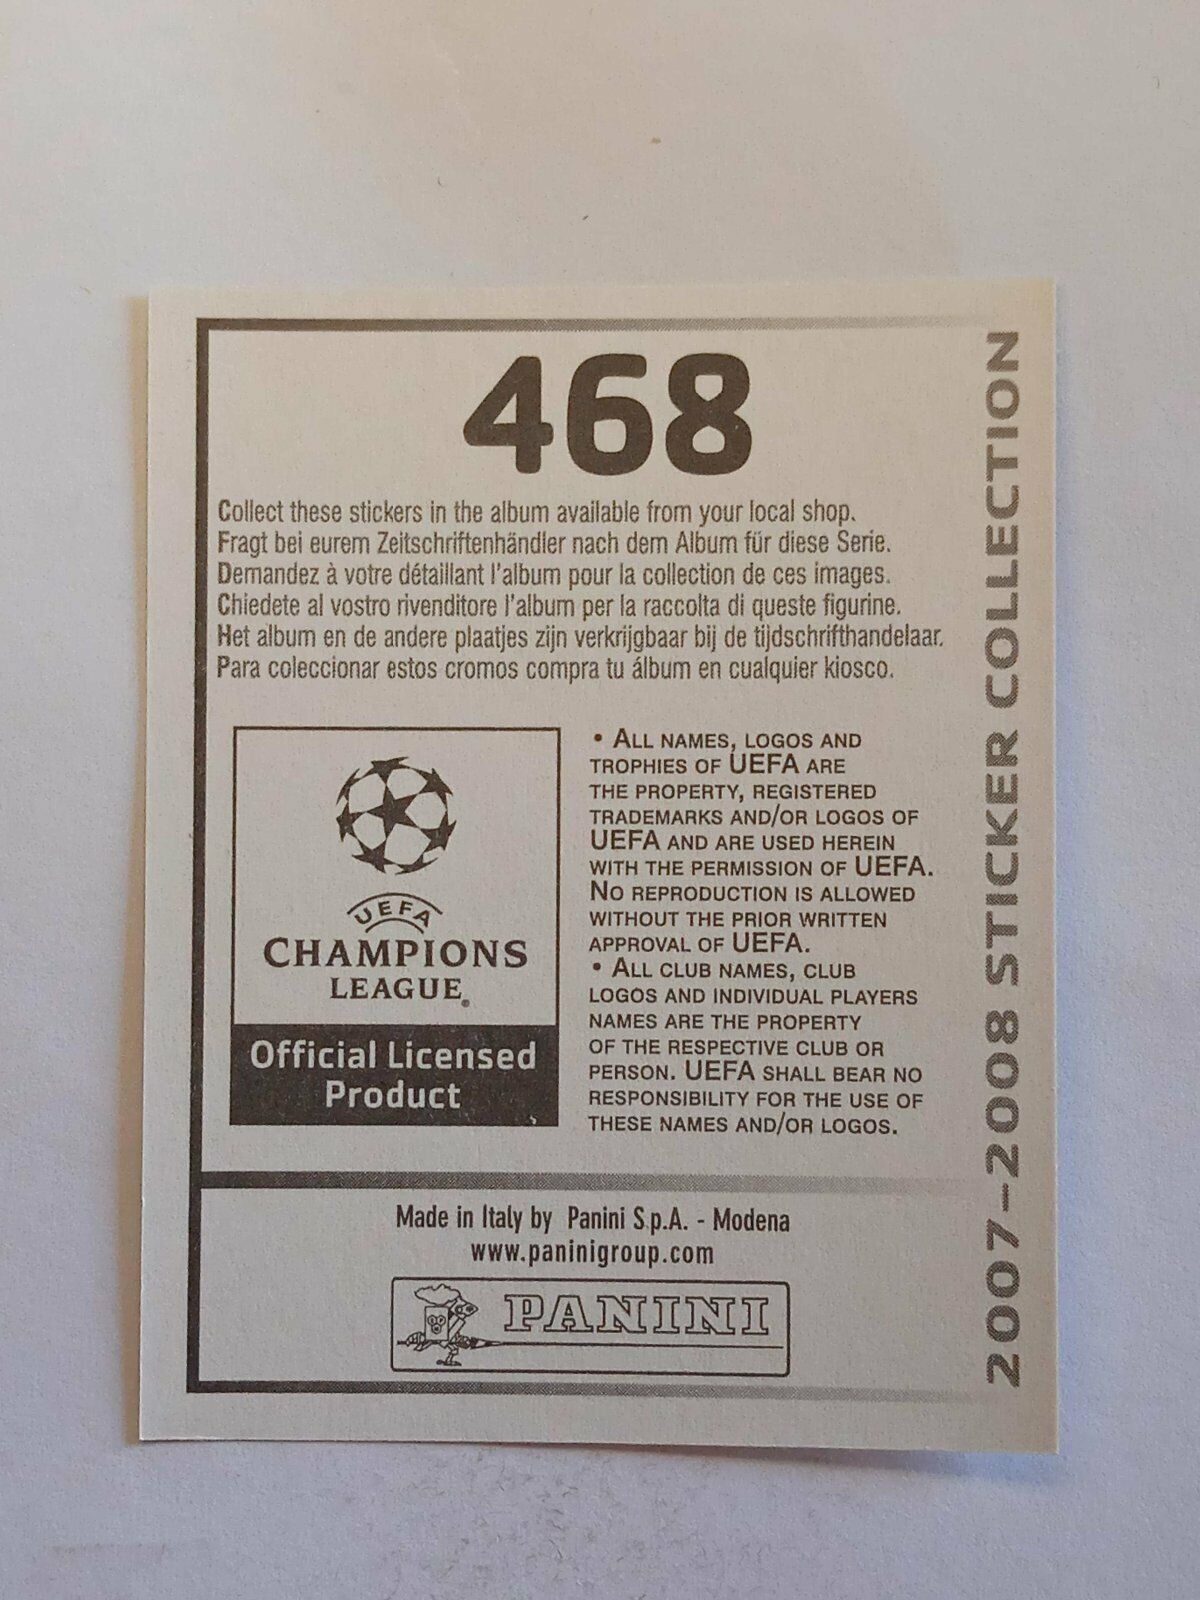 468
Collect these stickers in the album available from your local shop.
Fragt bei eurem Zeitschriftenhändler nach dem Album für diese Serie.
Demandez à votre détaillant l'album pour la collection de ces images.
Chiedete al vostro rivenditore l'album per la raccolta di queste figurine.
Het album en de andere plaatjes zijn verkrijgbaar bij de tijdschrifthandelaar.
Para coleccionar estos cromos compra tu álbum en cualquier kiosco.
UEFA
CHAMPIONS
LEAGUE®
Official Licensed
Product
• ALL NAMES, LOGOS AND
TROPHIES OF UEFA ARE
THE PROPERTY, REGISTERED
TRADEMARKS AND/OR LOGOS OF
UEFA AND ARE USED HEREIN
WITH THE PERMISSION OF UEFA.
NO REPRODUCTION IS ALLOWED
WITHOUT THE PRIOR WRITTEN
APPROVAL OF UEFA.
• ALL CLUB NAMES, CLUB
LOGOS AND INDIVIDUAL PLAYERS
NAMES ARE THE PROPERTY
OF THE RESPECTIVE CLUB OR
PERSON. UEFA SHALL BEAR NO
RESPONSIBILITY FOR THE USE OF
THESE NAMES AND/OR LOGOS.
Made in Italy by Panini S.p.A. - Modena
www.paninigroup.com
PANINI
2007-2008 STICKER COLLECTION